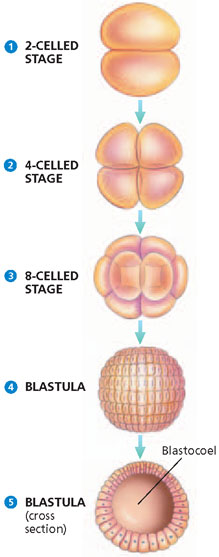 1 2-CELLED
STAGE
2 4-CELLED
STAGE
3 8-CELLED
STAGE
4 BLASTULA
Blastocoel
5 BLASTULA
(cross
section)